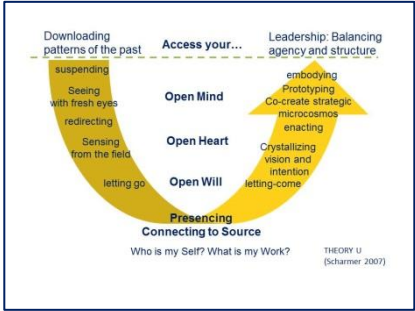 Downloading
patterns of the past
Access your…
Leadership: Balancing
agency and structure
suspending
Seeing
with fresh eyes
redirecting
Sensing
from the field
letting go
Open Mind
Open Heart
Open Will
embodying
Prototyping
Co-create strategic
microcosmos
enacting
Crystallizing
vision and
intention
letting-come
Presencing
Connecting to Source
Who is my Self? What is my Work?
THEORY U
(Scharmer 2007)